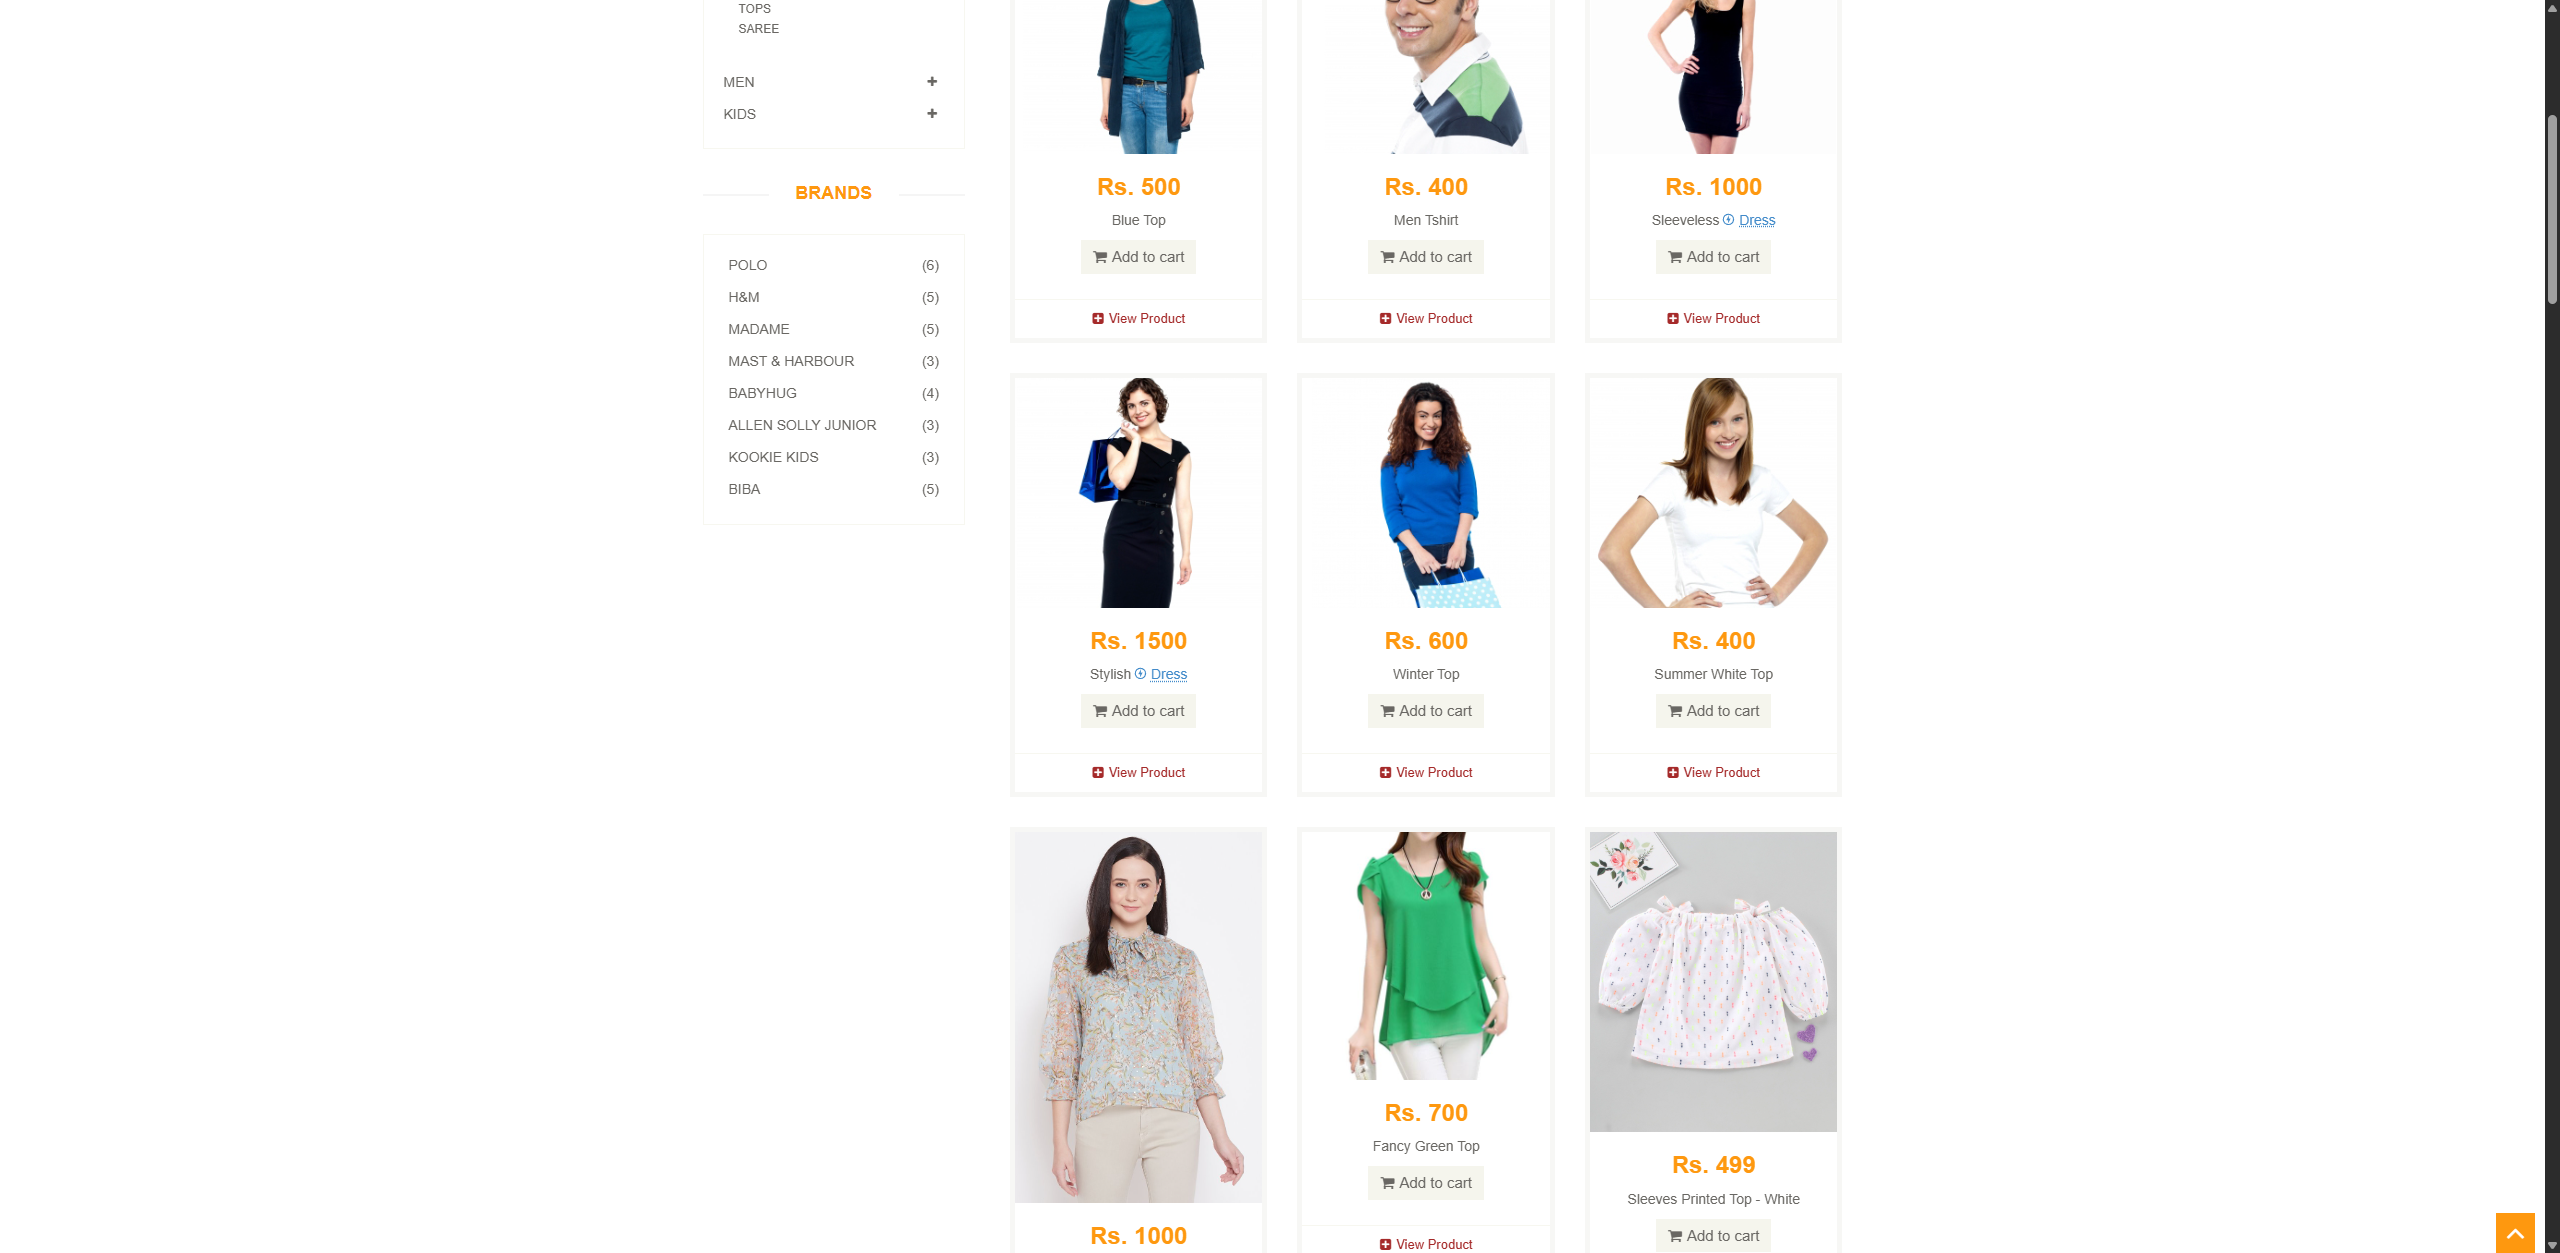 TOPS
SAREE
MEN
KIDS
BRANDS
POLO (6)
H&M (5)
MADAME (5)
MAST & HARBOUR (3)
BABYHUG (4)
ALLEN SOLLY JUNIOR (3)
KOOKIE KIDS (3)
BIBA (5)
Rs. 500
Blue Top
Add to cart
View Product
Rs. 400
Men Tshirt
Add to cart
View Product
Rs. 1000
Sleeveless Dress
Add to cart
View Product
Rs. 1500
Stylish Dress
Add to cart
View Product
Rs. 600
Winter Top
Add to cart
View Product
Rs. 400
Summer White Top
Add to cart
View Product
Rs. 1000
Rs. 700
Fancy Green Top
Add to cart
View Product
Rs. 499
Sleeves Printed Top - White
Add to cart